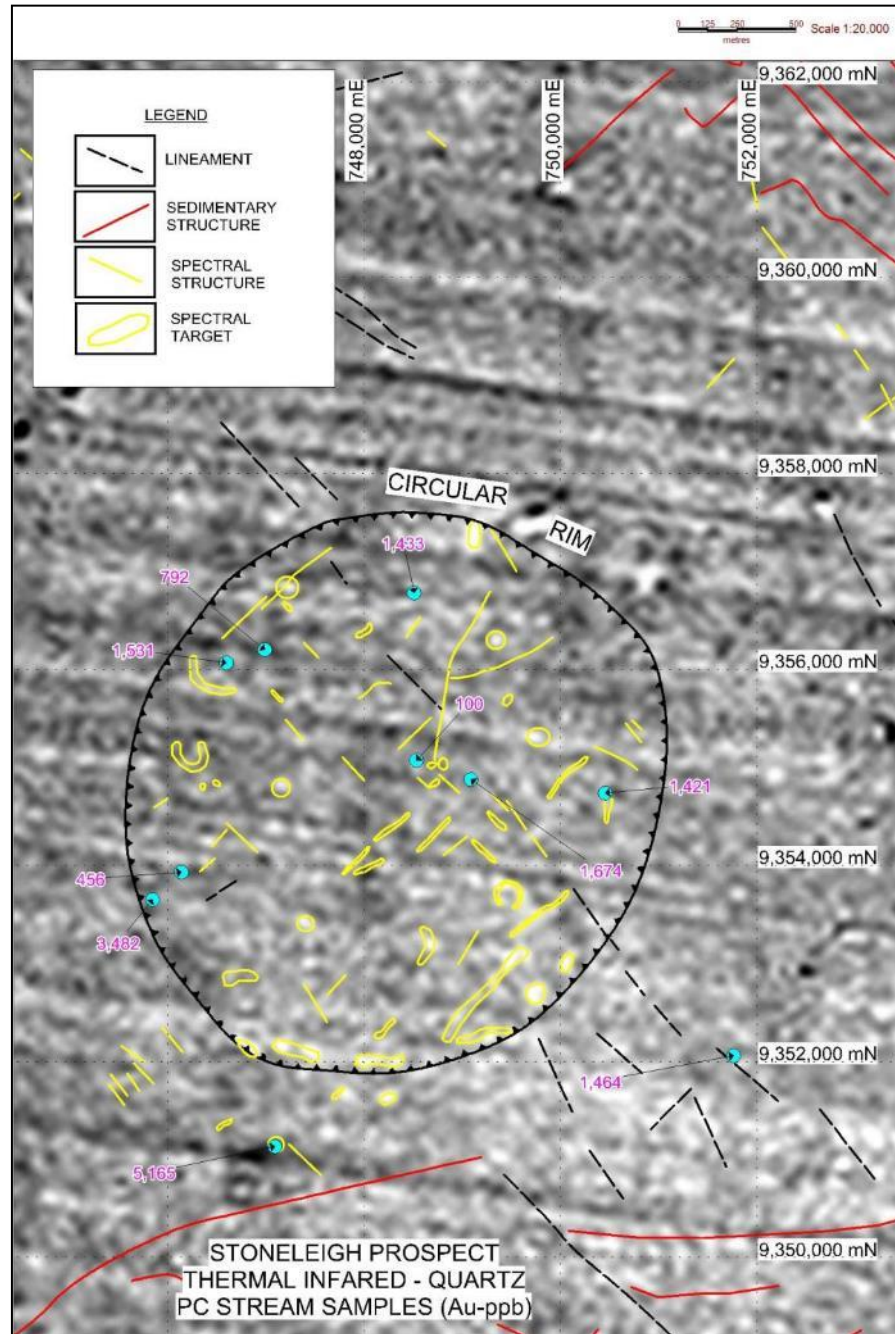 0 125 250 500
metres
Scale 1:20,000
9,362,000 mN
748,000 mE
750,000 mE
752,000 mE
LEGEND
LINEAMENT
SEDIMENTARY
STRUCTURE
SPECTRAL
STRUCTURE
SPECTRAL
TARGET
9,360,000 mN
9,358,000 mN
CIRCULAR
RIM
1,433
792
1,531
9,356,000 mN
100
1,421
9,354,000 mN
1,674
456
3,482
9,352,000 mN
1,464
5,165
9,350,000 mN
STONELEIGH PROSPECT
THERMAL INFARED - QUARTZ
PC STREAM SAMPLES (Au-ppb)